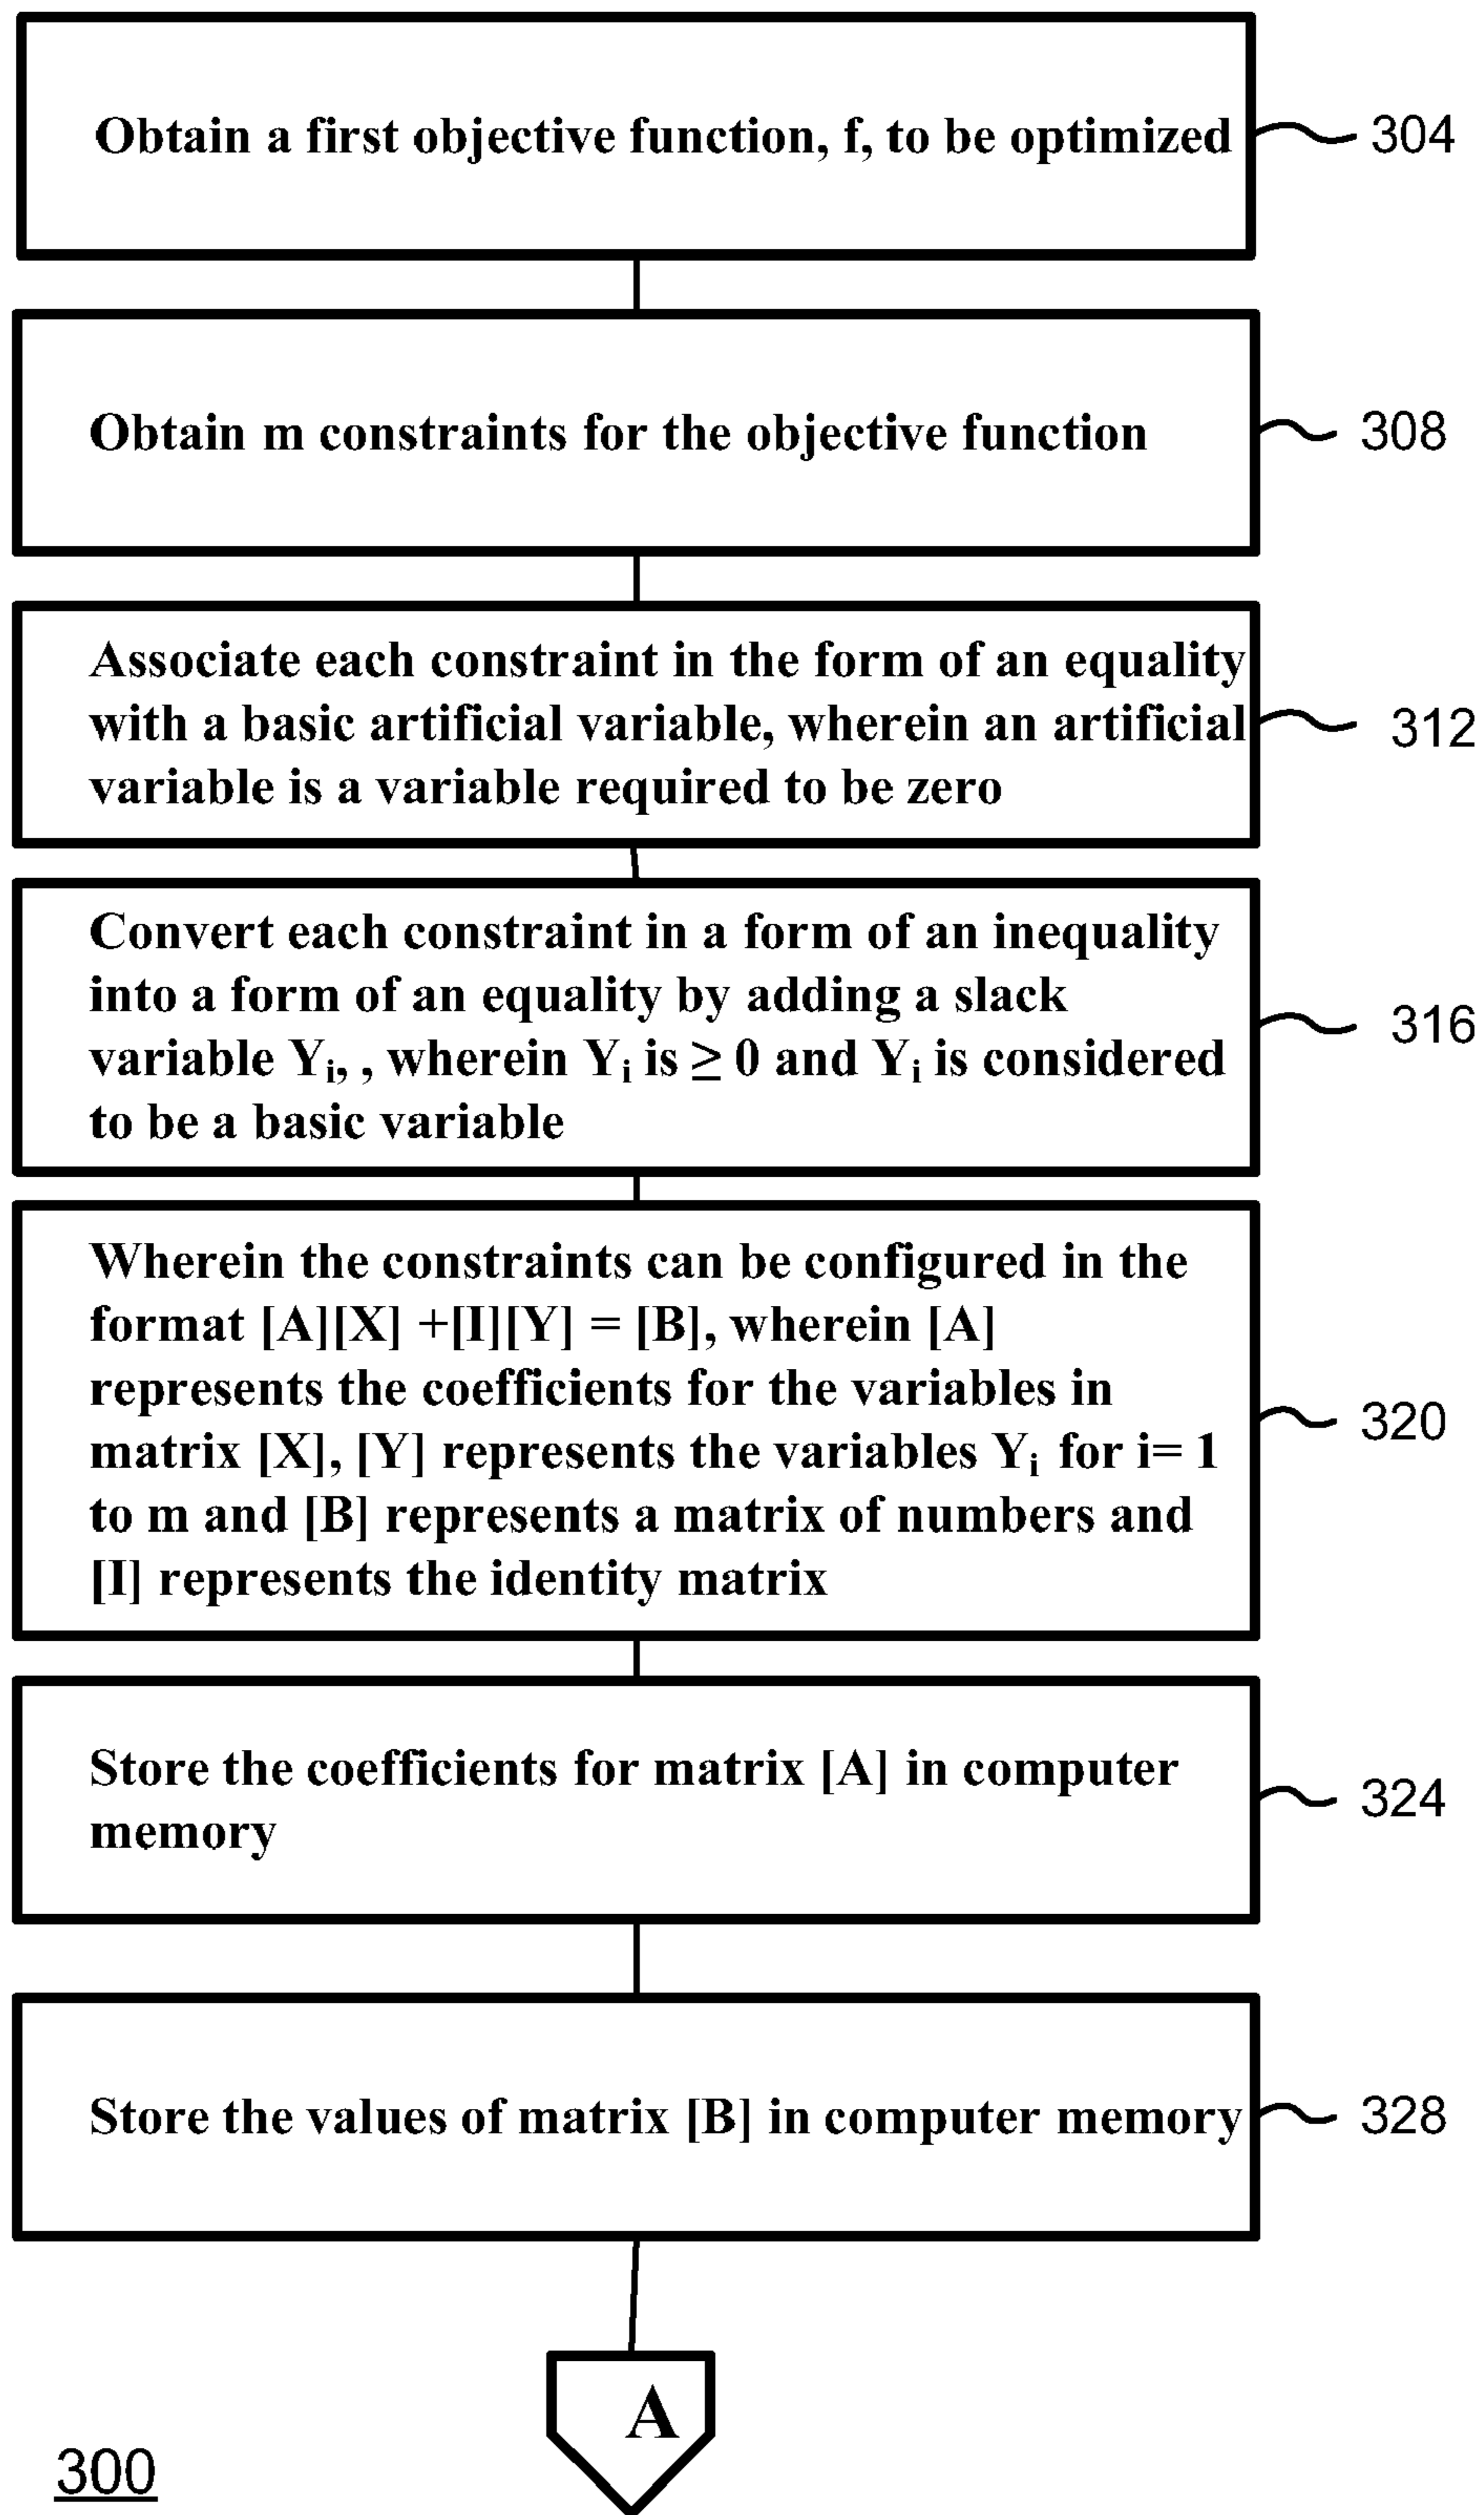 Obtain a first objective function, f, to be optimized
304
Obtain m constraints for the objective function
308
Associate each constraint in the form of an equality
with a basic artificial variable, wherein an artificial
variable is a variable required to be zero
312
Convert each constraint in a form of an inequality
into a form of an equality by adding a slack
variable Yi, , wherein Yi is ≥ 0 and Yi is considered
to be a basic variable
316
Wherein the constraints can be configured in the
format [A][X] +[I][Y] = [B], wherein [A]
represents the coefficients for the variables in
matrix [X], [Y] represents the variables Yi for i= 1
to m and [B] represents a matrix of numbers and
[I] represents the identity matrix
320
Store the coefficients for matrix [A] in computer
memory
324
Store the values of matrix [B] in computer memory
328
A
300